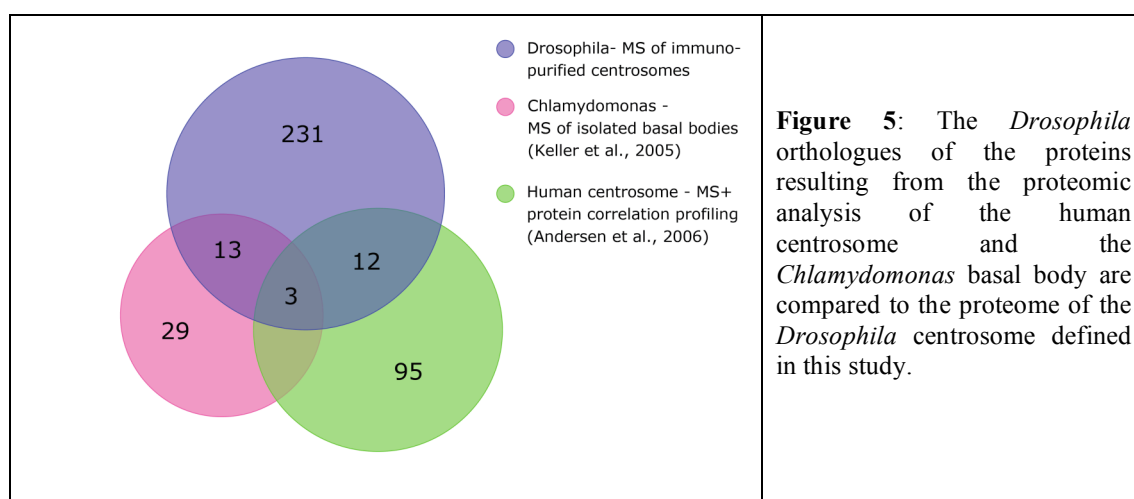 231
13
12
3
29
95
Drosophila- MS of immuno-
purified centrosomes
Chlamydomonas -
MS of isolated basal bodies
(Keller et al., 2005)
Human centrosome - MS+
protein correlation profiling
(Andersen et al., 2006)
Figure 5: The Drosophila
orthologues of the proteins
resulting from the proteomic
analysis of the human
centrosome and the
Chlamydomonas basal body are
compared to the proteome of the
Drosophila centrosome defined
in this study.